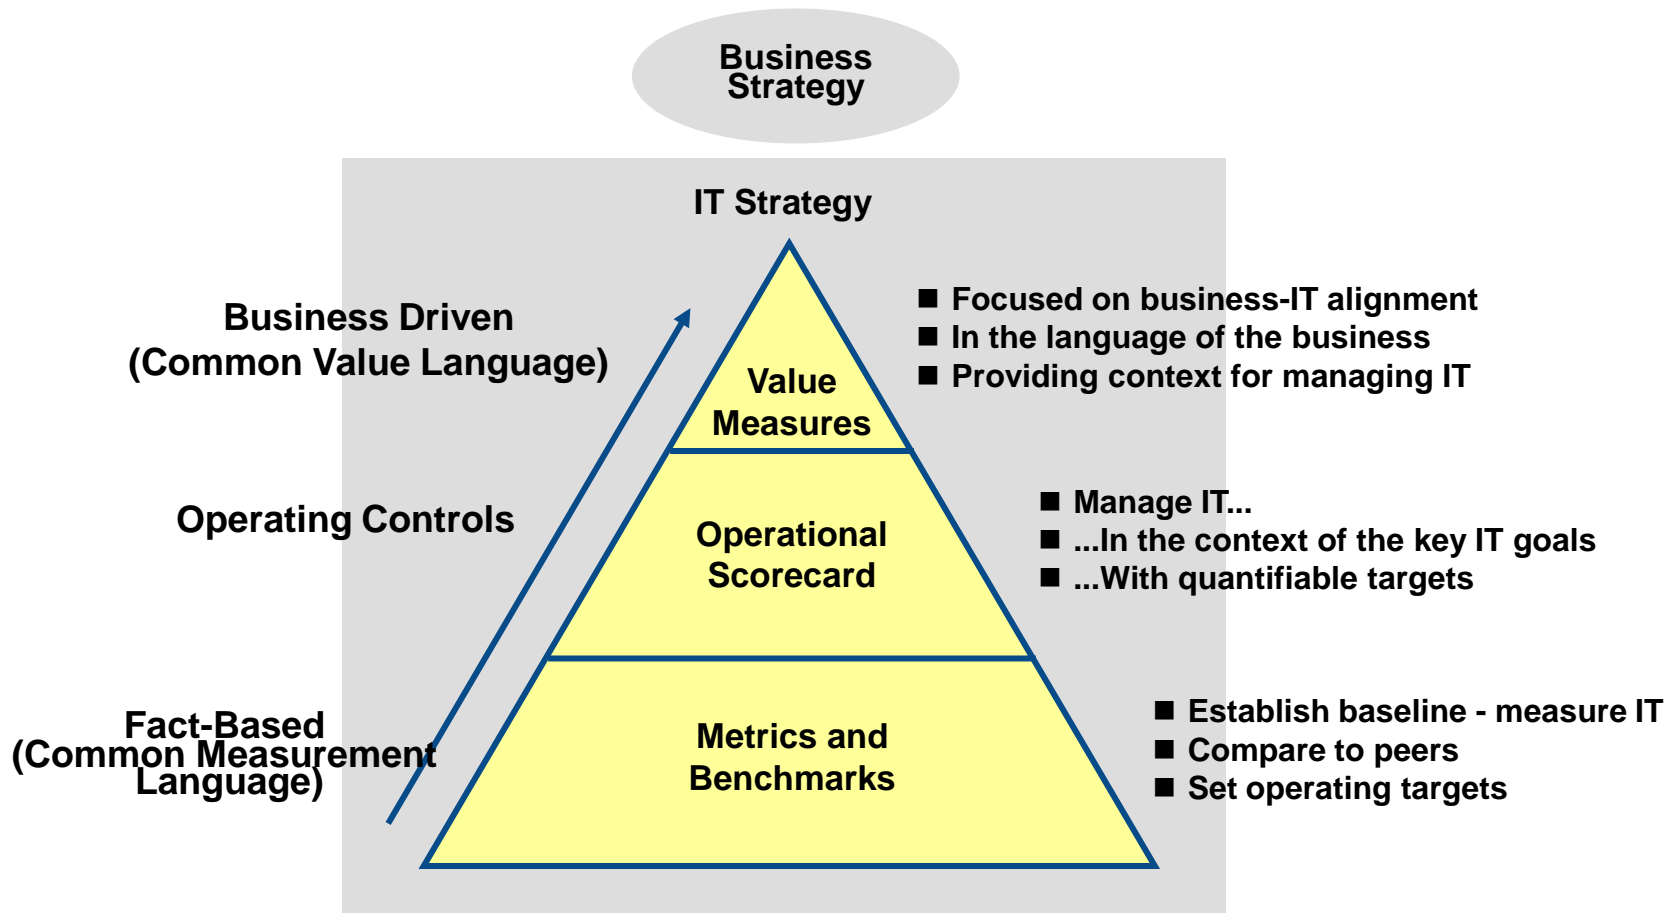 Business
Strategy
IT Strategy
Business Driven
(Common Value Language)
Value
Measures
■ Focused on business-IT alignment
■ In the language of the business
■ Providing context for managing IT
Operating Controls
Operational
Scorecard
■ Manage IT...
■ ...In the context of the key IT goals
■ ...With quantifiable targets
Fact-Based
(Common Measurement
Language)
Metrics and
Benchmarks
■ Establish baseline - measure IT
■ Compare to peers
■ Set operating targets